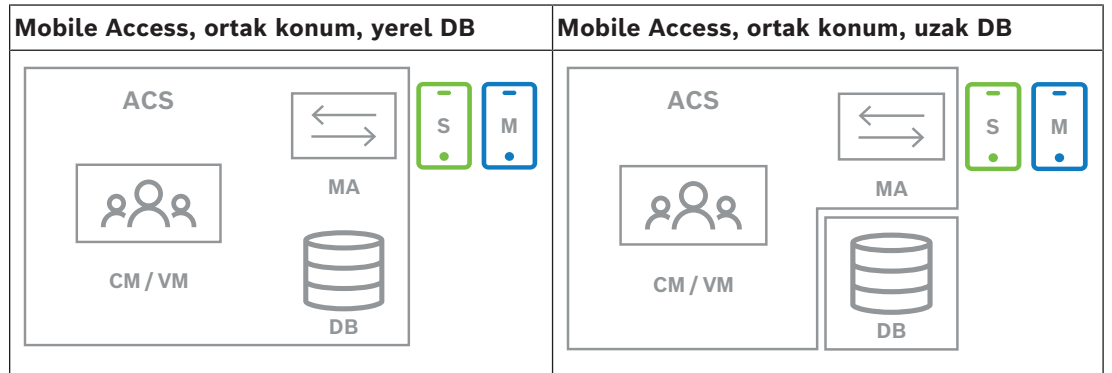 Mobile Access, ortak konum, yerel DB
Mobile Access, ortak konum, uzak DB
ACS
S
M
MA
CM / VM
DB
ACS
S
M
MA
CM / VM
DB